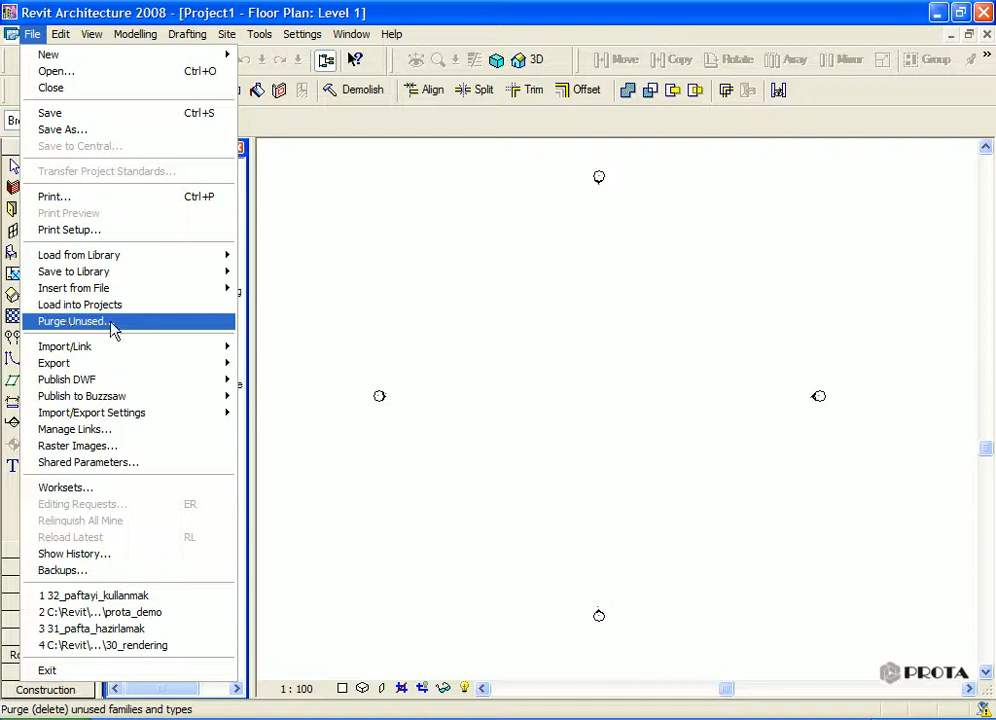 Revit Architecture 2008 - [Project1 - Floor Plan: Level 1]
File Edit View Modelling Drafting Site Tools Settings Window Help
3D Move Copy Rotate Array Mirror Group
Demolish Align Split Trim Offset
New
Open... Ctrl+O
Close
Save Ctrl+S
Save As...
Save to Central...
Transfer Project Standards...
Print... Ctrl+P
Print Preview
Print Setup...
Load from Library
Save to Library
Insert from File
Load into Projects
Purge Unused...
Import/Link
Export
Publish DWF
Publish to Buzzsaw
Import/Export Settings
Manage Links...
Raster Images...
Shared Parameters...
Worksets...
Editing Requests... ER
Relinquish All Mine
Reload Latest RL
Show History...
Backups...
1 32_paftayi_kullanmak
2 C:\Revit\...\prota_demo
3 31_pafta_hazirlamak
4 C:\Revit\...\30_rendering
Exit
Construction
1 : 100
PROTA
Purge (delete) unused families and types